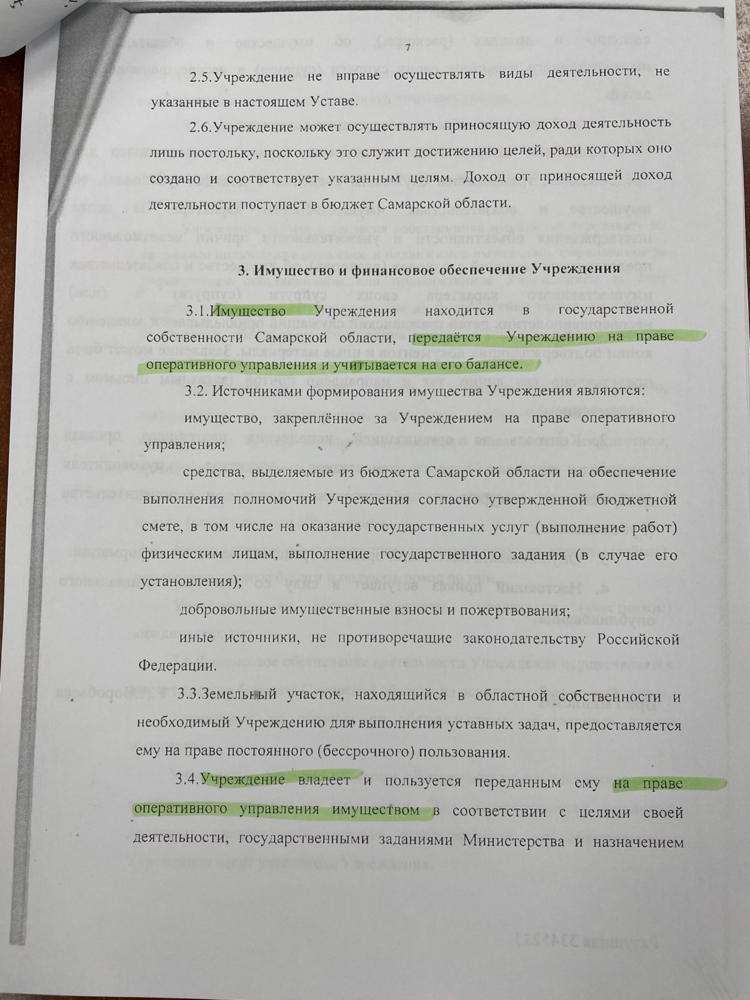 7
2.5.Учреждение не вправе осуществлять виды деятельности, не
указанные в настоящем Уставе.
2.6.Учреждение может осуществлять приносящую доход деятельность
лишь постольку, поскольку это служит достижению целей, ради которых оно
создано и соответствует указанным целям. Доход от приносящей доход
деятельности поступает в бюджет Самарской области.
3. Имущество и финансовое обеспечение Учреждения
3.1.Имущество Учреждения находится в государственной
собственности Самарской области, передаётся Учреждению на праве
оперативного управления и учитывается на его балансе.
3.2. Источниками формирования имущества Учреждения являются:
имущество, закреплённое за Учреждением на праве оперативного
управления;
средства, выделяемые из бюджета Самарской области на обеспечение
выполнения полномочий Учреждения согласно утвержденной бюджетной
смете, в том числе на оказание государственных услуг (выполнение работ)
физическим лицам, выполнение государственного задания (в случае его
установления);
добровольные имущественные взносы и пожертвования;
иные источники, не противоречащие законодательству Российской
Федерации.
3.3.Земельный участок, находящийся в областной собственности и
необходимый Учреждению для выполнения уставных задач, предоставляется
ему на праве постоянного (бессрочного) пользования.
3.4.Учреждение владеет и пользуется переданным ему на праве
оперативного управления имуществом в соответствии с целями своей
деятельности, государственными заданиями Министерства и назначением